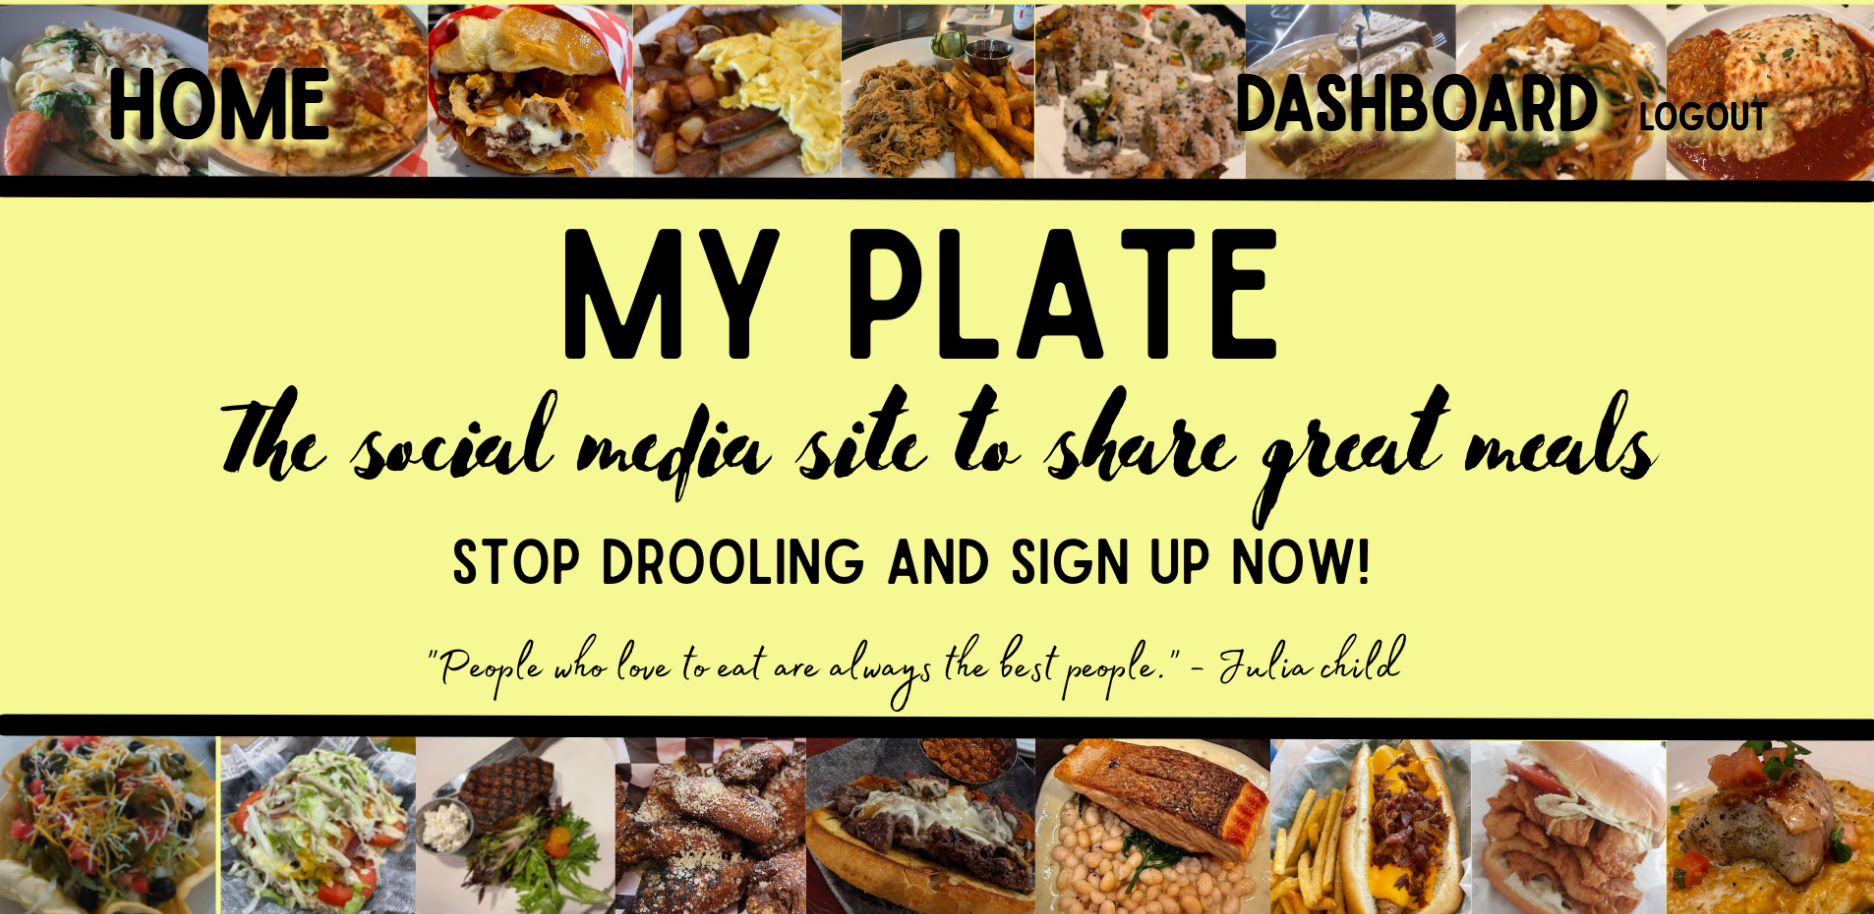 HOME
DASHBOARD
LOGOUT
MY PLATE
The social media site to share great meals
STOP DROOLING AND SIGN UP NOW!
"People who love to eat are always the best people." - Julia child